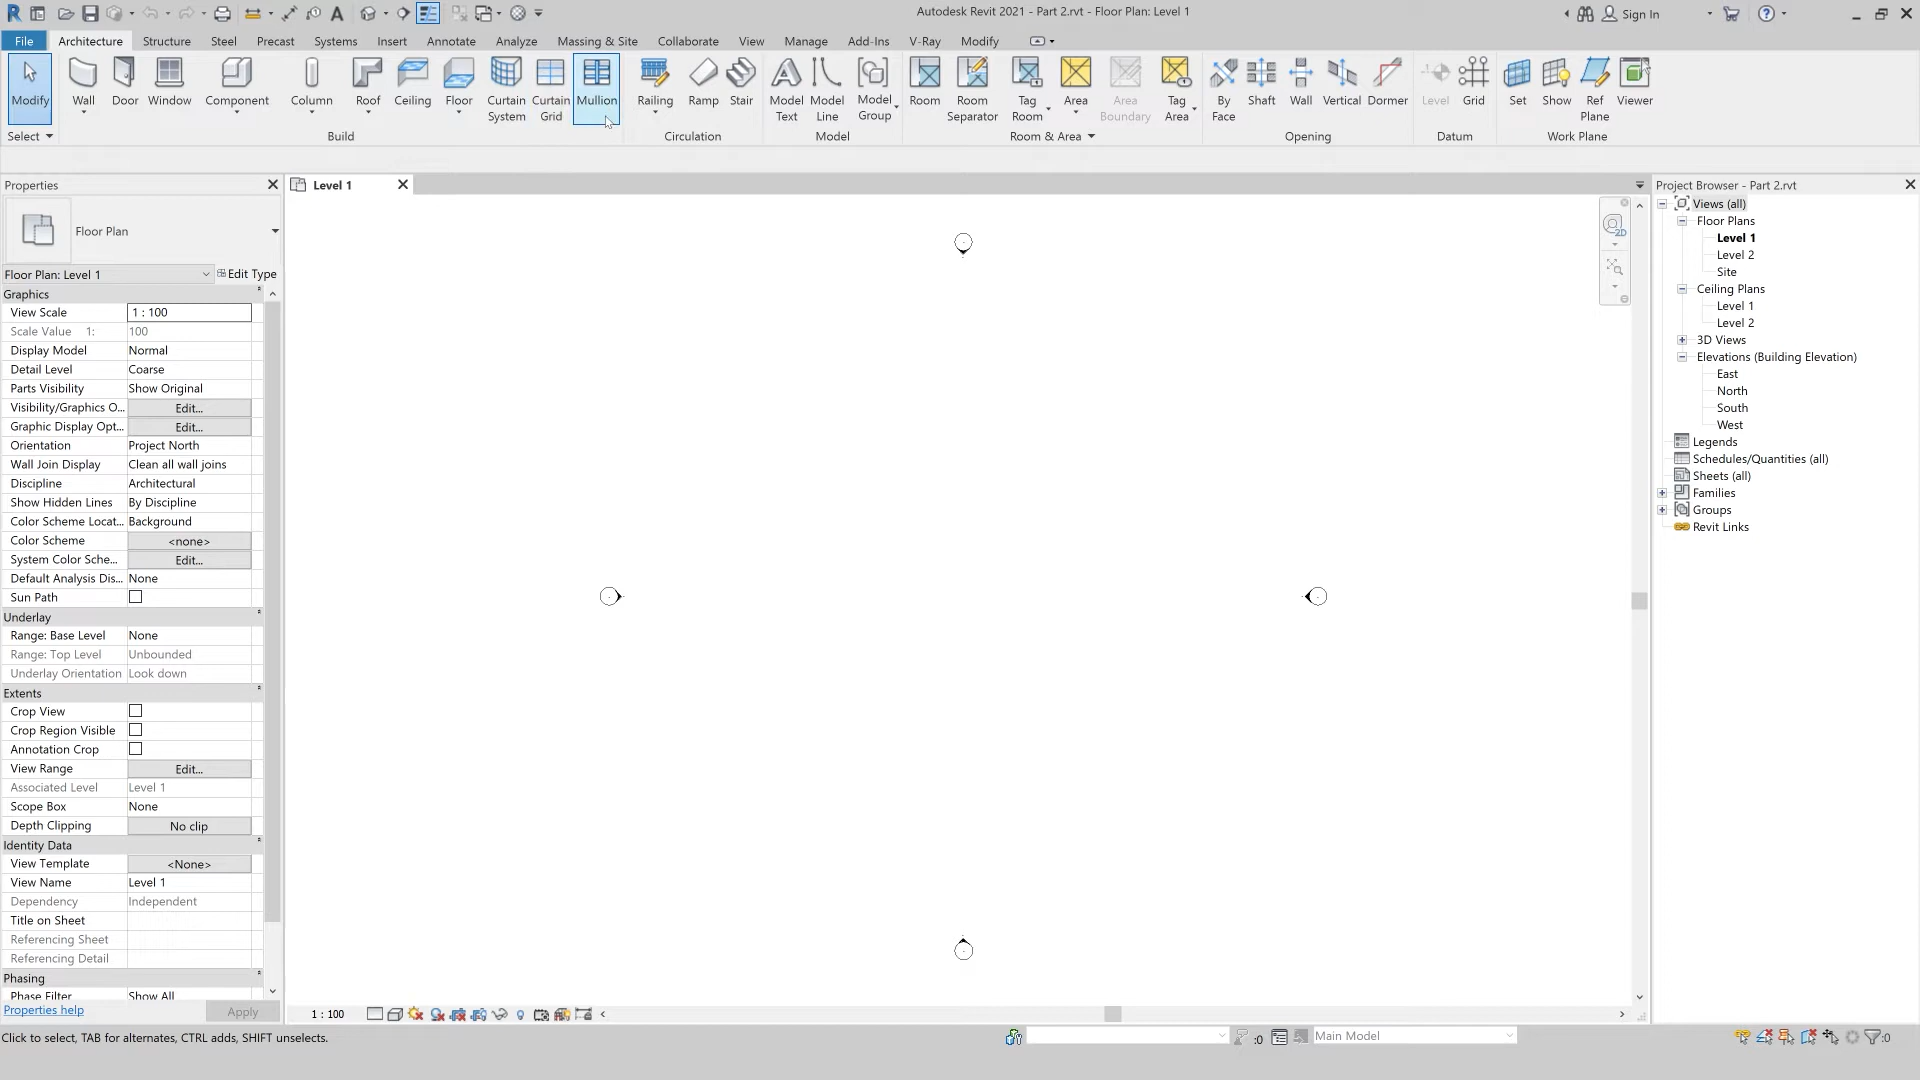 Autodesk Revit 2021 - Part 2.rvt - Floor Plan: Level 1
Sign In
File Architecture Structure Steel Precast Systems Insert Annotate Analyze Massing & Site Collaborate View Manage Add-Ins V-Ray Modify
Modify Wall Door Window Component Column Roof Ceiling Floor Curtain System Curtain Grid Mullion Railing Ramp Stair Model Text Model Line Model Group Room Room Separator Tag Room Area Area Boundary Tag Area By Face Shaft Wall Vertical Dormer Level Grid Set Show Ref Plane Viewer
Select Build Circulation Model Room & Area Opening Datum Work Plane
Properties
Floor Plan
Floor Plan: Level 1 Edit Type
Graphics
View Scale 1 : 100
Scale Value 1: 100
Display Model Normal
Detail Level Coarse
Parts Visibility Show Original
Visibility/Graphics O... Edit...
Graphic Display Opt... Edit...
Orientation Project North
Wall Join Display Clean all wall joins
Discipline Architectural
Show Hidden Lines By Discipline
Color Scheme Locat... Background
Color Scheme <none>
System Color Sche... Edit...
Default Analysis Dis... None
Sun Path
Underlay
Range: Base Level None
Range: Top Level Unbounded
Underlay Orientation Look down
Extents
Crop View
Crop Region Visible
Annotation Crop
View Range Edit...
Associated Level Level 1
Scope Box None
Depth Clipping No clip
Identity Data
View Template <None>
View Name Level 1
Dependency Independent
Title on Sheet
Referencing Sheet
Referencing Detail
Phasing
Phase Filter Show All
Properties help Apply
Level 1
2D
1 : 100
Project Browser - Part 2.rvt
Views (all)
Floor Plans
Level 1
Level 2
Site
Ceiling Plans
Level 1
Level 2
3D Views
Elevations (Building Elevation)
East
North
South
West
Legends
Schedules/Quantities (all)
Sheets (all)
Families
Groups
Revit Links
Click to select, TAB for alternates, CTRL adds, SHIFT unselects.
:0
Main Model
:0